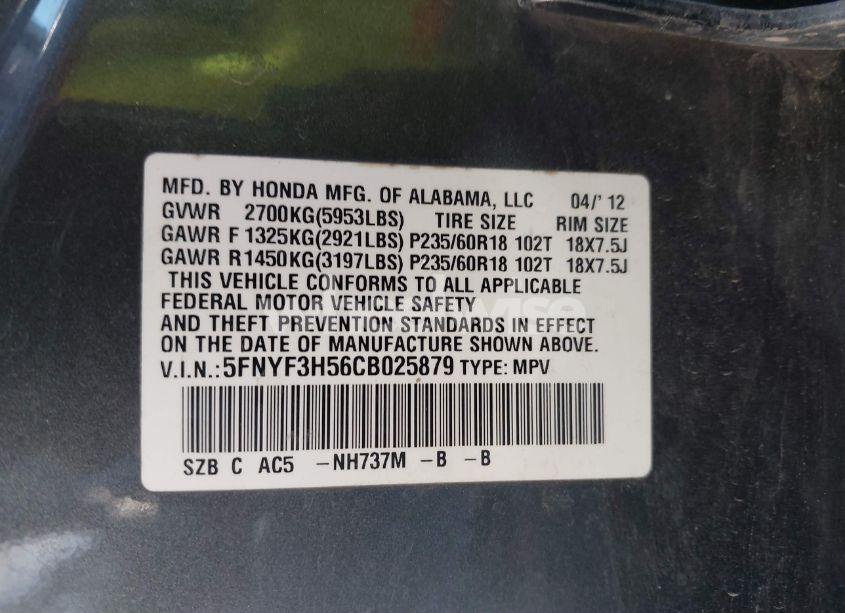 MFD. BY HONDA MFG. OF ALABAMA, LLC 04/' 12
GVWR 2700KG(5953LBS) TIRE SIZE RIM SIZE
GAWR F 1325KG(2921LBS) P235/60R18 102T 18X7.5J
GAWR R1450KG(3197LBS) P235/60R18 102T 18X7.5J
THIS VEHICLE CONFORMS TO ALL APPLICABLE
FEDERAL MOTOR VEHICLE SAFETY
AND THEFT PREVENTION STANDARDS IN EFFECT
ON THE DATE OF MANUFACTURE SHOWN ABOVE.
V.I.N.:5FNYF3H56CB025879 TYPE: MPV
SZB C AC5 -NH737M -B -B